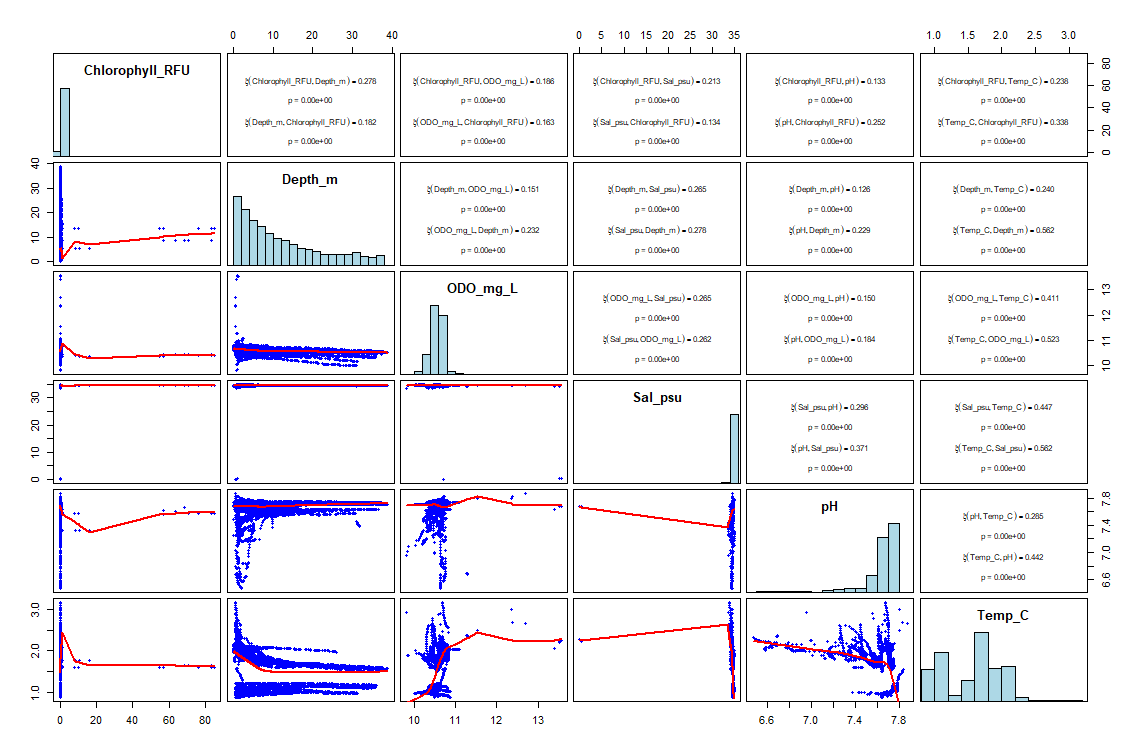 0 10 20 30 40
0 5 10 15 20 25 30 35
1.0 1.5 2.0 2.5 3.0
Chlorophyll_RFU
ξ(Chlorophyll_RFU, Depth_m) = 0.278
p = 0.00e+00
ξ(Depth_m, Chlorophyll_RFU) = 0.182
p = 0.00e+00
ξ(Chlorophyll_RFU, ODO_mg_L) = 0.186
p = 0.00e+00
ξ(ODO_mg_L, Chlorophyll_RFU) = 0.163
p = 0.00e+00
ξ(Chlorophyll_RFU, Sal_psu) = 0.213
p = 0.00e+00
ξ(Sal_psu, Chlorophyll_RFU) = 0.134
p = 0.00e+00
ξ(Chlorophyll_RFU, pH) = 0.133
p = 0.00e+00
ξ(pH, Chlorophyll_RFU) = 0.252
p = 0.00e+00
ξ(Chlorophyll_RFU, Temp_C) = 0.238
p = 0.00e+00
ξ(Temp_C, Chlorophyll_RFU) = 0.338
p = 0.00e+00
0 20 40 60 80
0 10 20 30 40
Depth_m
ξ(Depth_m, ODO_mg_L) = 0.151
p = 0.00e+00
ξ(ODO_mg_L, Depth_m) = 0.232
p = 0.00e+00
ξ(Depth_m, Sal_psu) = 0.265
p = 0.00e+00
ξ(Sal_psu, Depth_m) = 0.278
p = 0.00e+00
ξ(Depth_m, pH) = 0.126
p = 0.00e+00
ξ(pH, Depth_m) = 0.229
p = 0.00e+00
ξ(Depth_m, Temp_C) = 0.240
p = 0.00e+00
ξ(Temp_C, Depth_m) = 0.562
p = 0.00e+00
ODO_mg_L
ξ(ODO_mg_L, Sal_psu) = 0.265
p = 0.00e+00
ξ(Sal_psu, ODO_mg_L) = 0.262
p = 0.00e+00
ξ(ODO_mg_L, pH) = 0.150
p = 0.00e+00
ξ(pH, ODO_mg_L) = 0.184
p = 0.00e+00
ξ(ODO_mg_L, Temp_C) = 0.411
p = 0.00e+00
ξ(Temp_C, ODO_mg_L) = 0.523
p = 0.00e+00
10 11 12 13
0 10 20 30
Sal_psu
ξ(Sal_psu, pH) = 0.296
p = 0.00e+00
ξ(pH, Sal_psu) = 0.371
p = 0.00e+00
ξ(Sal_psu, Temp_C) = 0.447
p = 0.00e+00
ξ(Temp_C, Sal_psu) = 0.562
p = 0.00e+00
pH
ξ(pH, Temp_C) = 0.265
p = 0.00e+00
ξ(Temp_C, pH) = 0.442
p = 0.00e+00
6.6 7.0 7.4 7.8
1.0 2.0 3.0
Temp_C
0 20 40 60 80
10 11 12 13
6.6 7.0 7.4 7.8